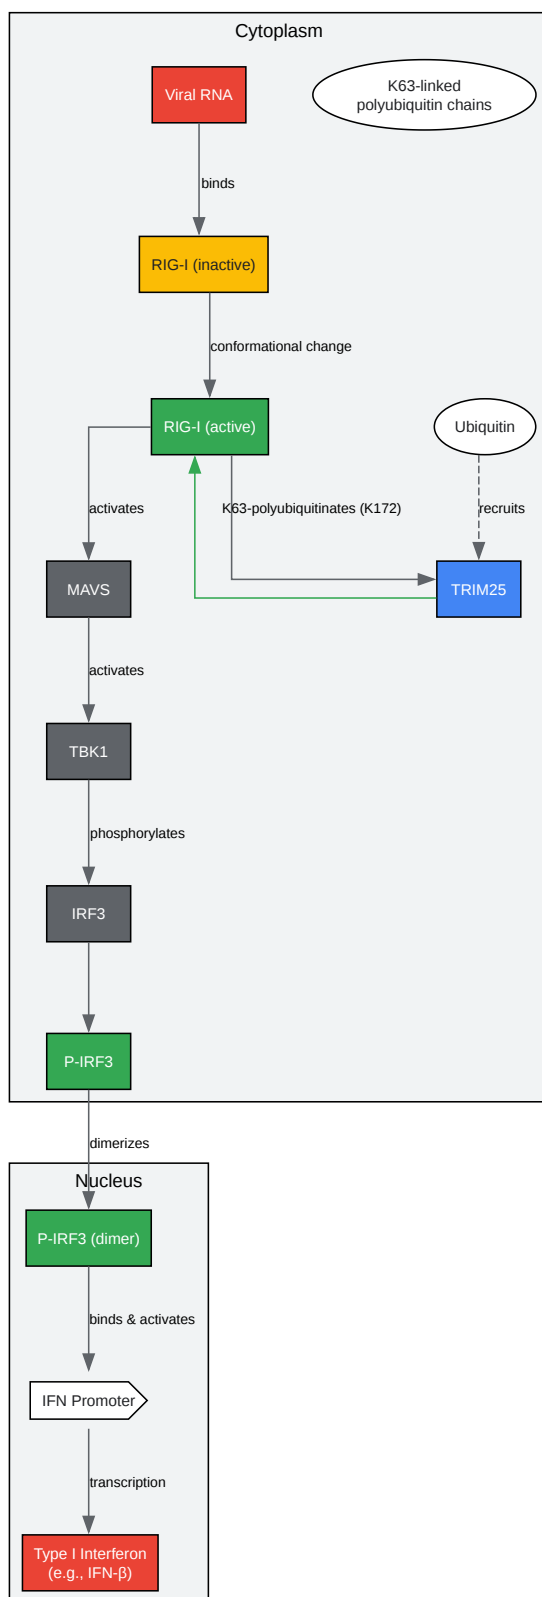 Cytoplasm
Viral RNA
K63-linked
polyubiquitin chains
binds
RIG-I (inactive)
conformational change
RIG-I (active)
Ubiquitin
activates
K63-polyubiquitinates (K172)
recruits
MAVS
TRIM25
activates
TBK1
phosphorylates
IRF3
P-IRF3
dimerizes
Nucleus
P-IRF3 (dimer)
binds & activates
IFN Promoter
transcription
Type I Interferon
(e.g., IFN-β)